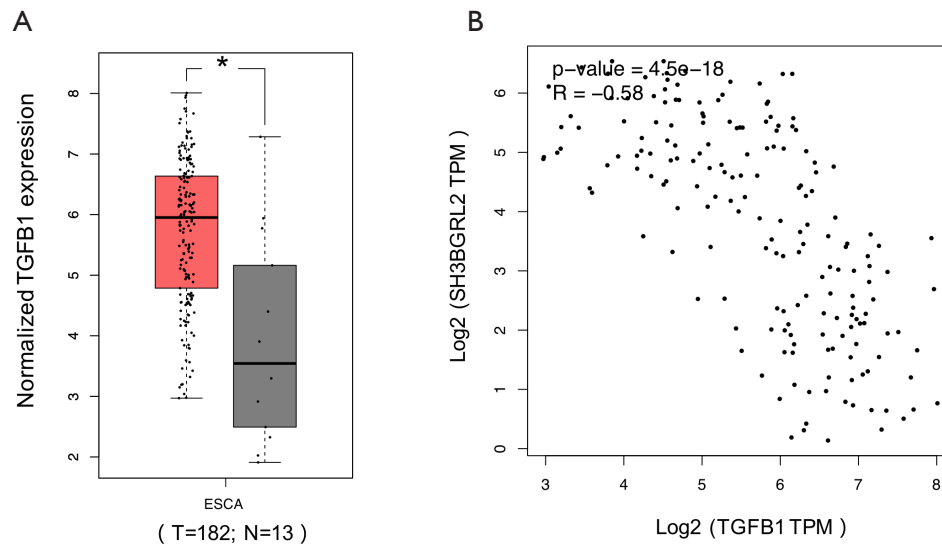 A
Normalized TGFB1 expression
8
7
6
5
4
3
2
*
ESCA
( T=182; N=13 )
B
Log2 (SH3BGRL2 TPM)
6
5
4
3
2
1
0
p-value = 4.5e-18
R = -0.58
3 4 5 6 7 8
Log2 (TGFB1 TPM )